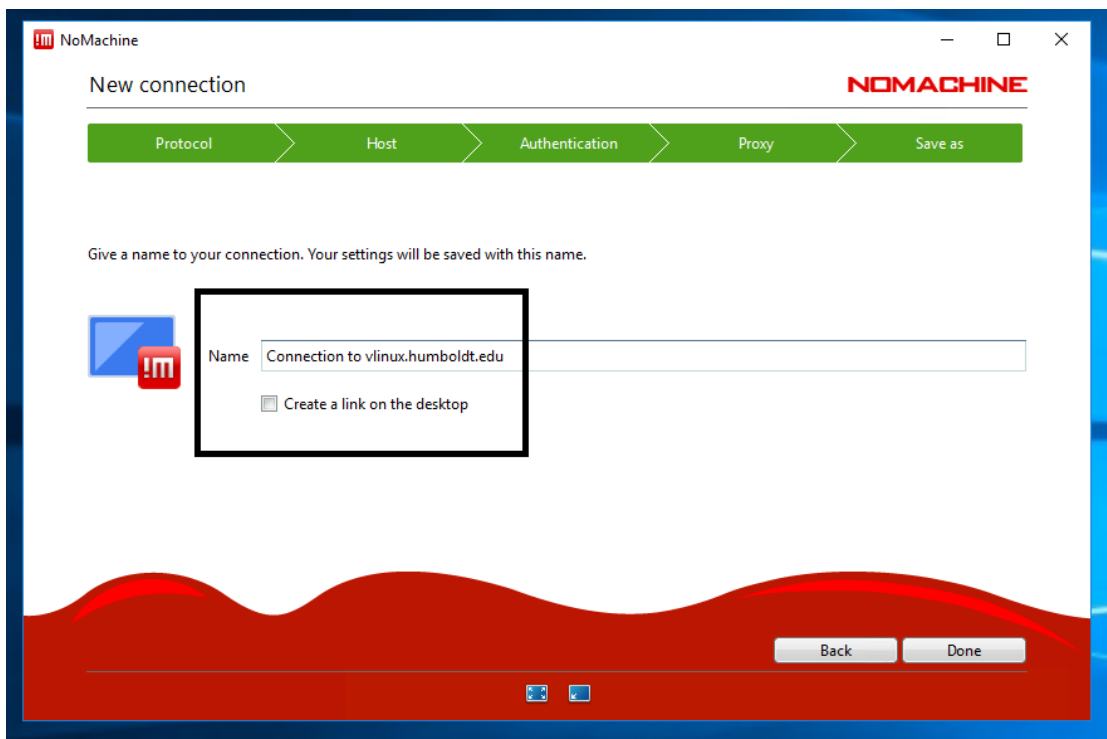 !m NoMachine
New connection
NOMACHINE
Protocol Host Authentication Proxy Save as
Give a name to your connection. Your settings will be saved with this name.
!m
Name Connection to vlinux.humboldt.edu
Create a link on the desktop
Back Done